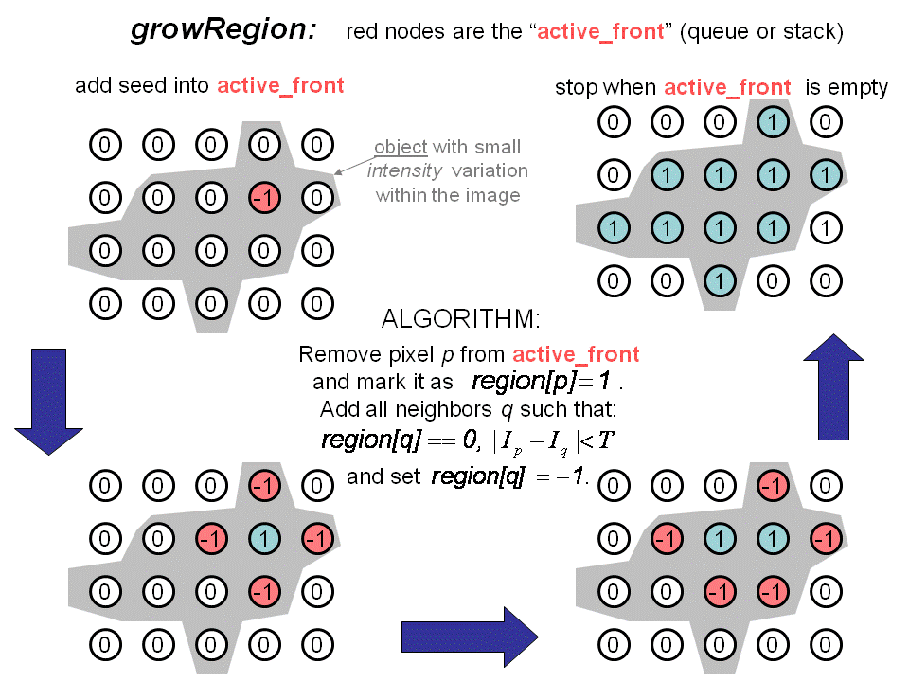 growRegion: red nodes are the “active_front” (queue or stack)
add seed into active_front
0 0 0 0 0
0 0 0 -1 0
0 0 0 0 0
0 0 0 0 0
object with small
intensity variation
within the image
stop when active_front is empty
0 0 0 1 0
0 1 1 1 1
1 1 1 1 1
0 0 1 0 0
ALGORITHM:
Remove pixel p from active_front
and mark it as region[p]=1 .
Add all neighbors q such that:
region[q] == 0, | I_p − I_q |< T
and set region[q] = −1.
0 0 0 -1 0
0 0 -1 1 -1
0 0 0 -1 0
0 0 0 0 0
0 0 0 -1 0
0 -1 1 1 -1
0 0 -1 -1 0
0 0 0 0 0